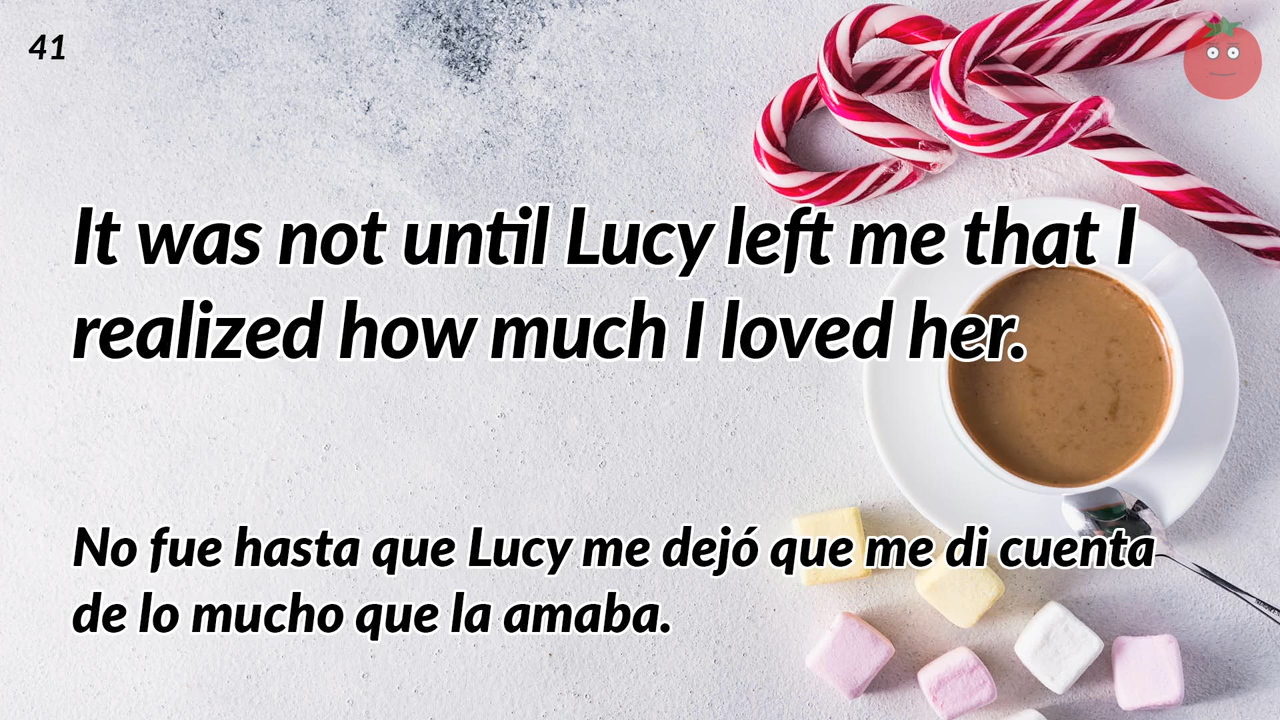 41
It was not until Lucy left me that I
realized how much I loved her.
No fue hasta que Lucy me dejó que me di cuenta
de lo mucho que la amaba.